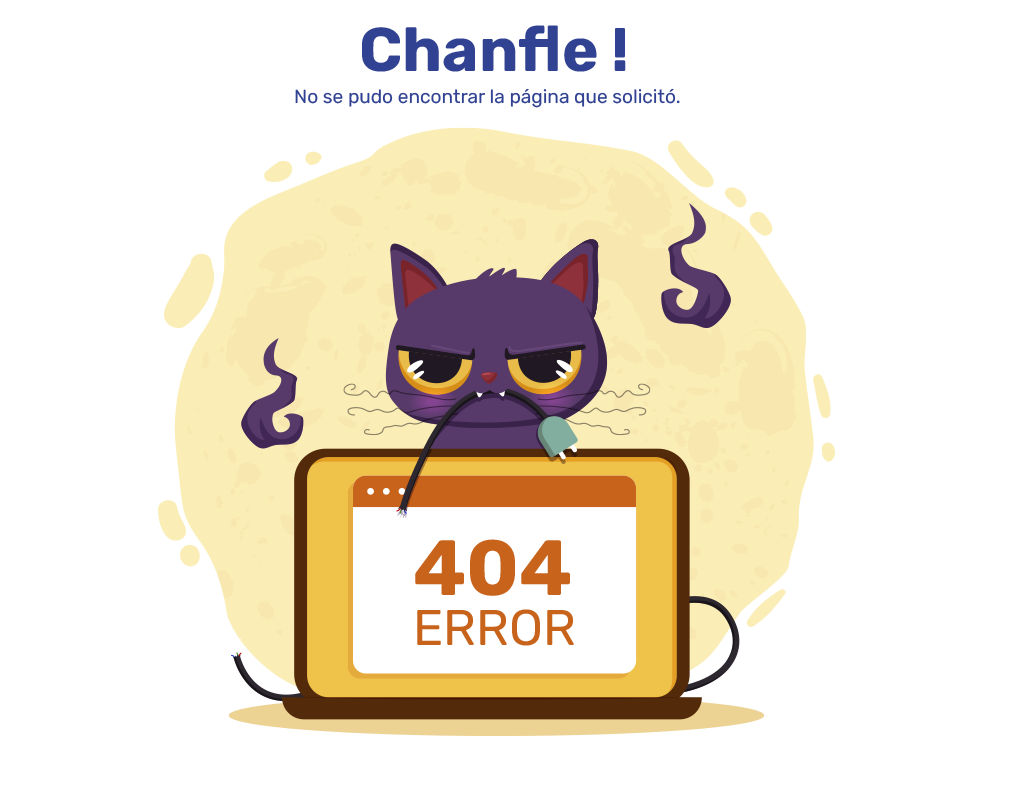 Chanfle !
No se pudo encontrar la página que solicitó.
404
ERROR